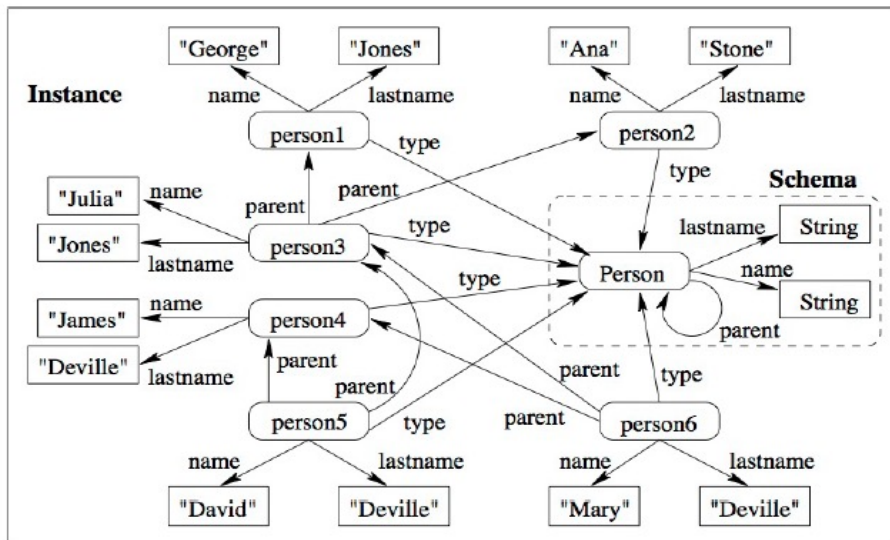 "George"
"Jones"
"Ana"
"Stone"
Instance
name
lastname
name
lastname
person1
person2
type
type
"Julia"
name
parent
parent
Schema
"Jones"
lastname
person3
type
lastname
String
Person
name
String
type
parent
"James"
name
person4
"Deville"
lastname
parent
parent
parent
type
person5
type
parent
person6
name
lastname
name
lastname
"David"
"Deville"
"Mary"
"Deville"